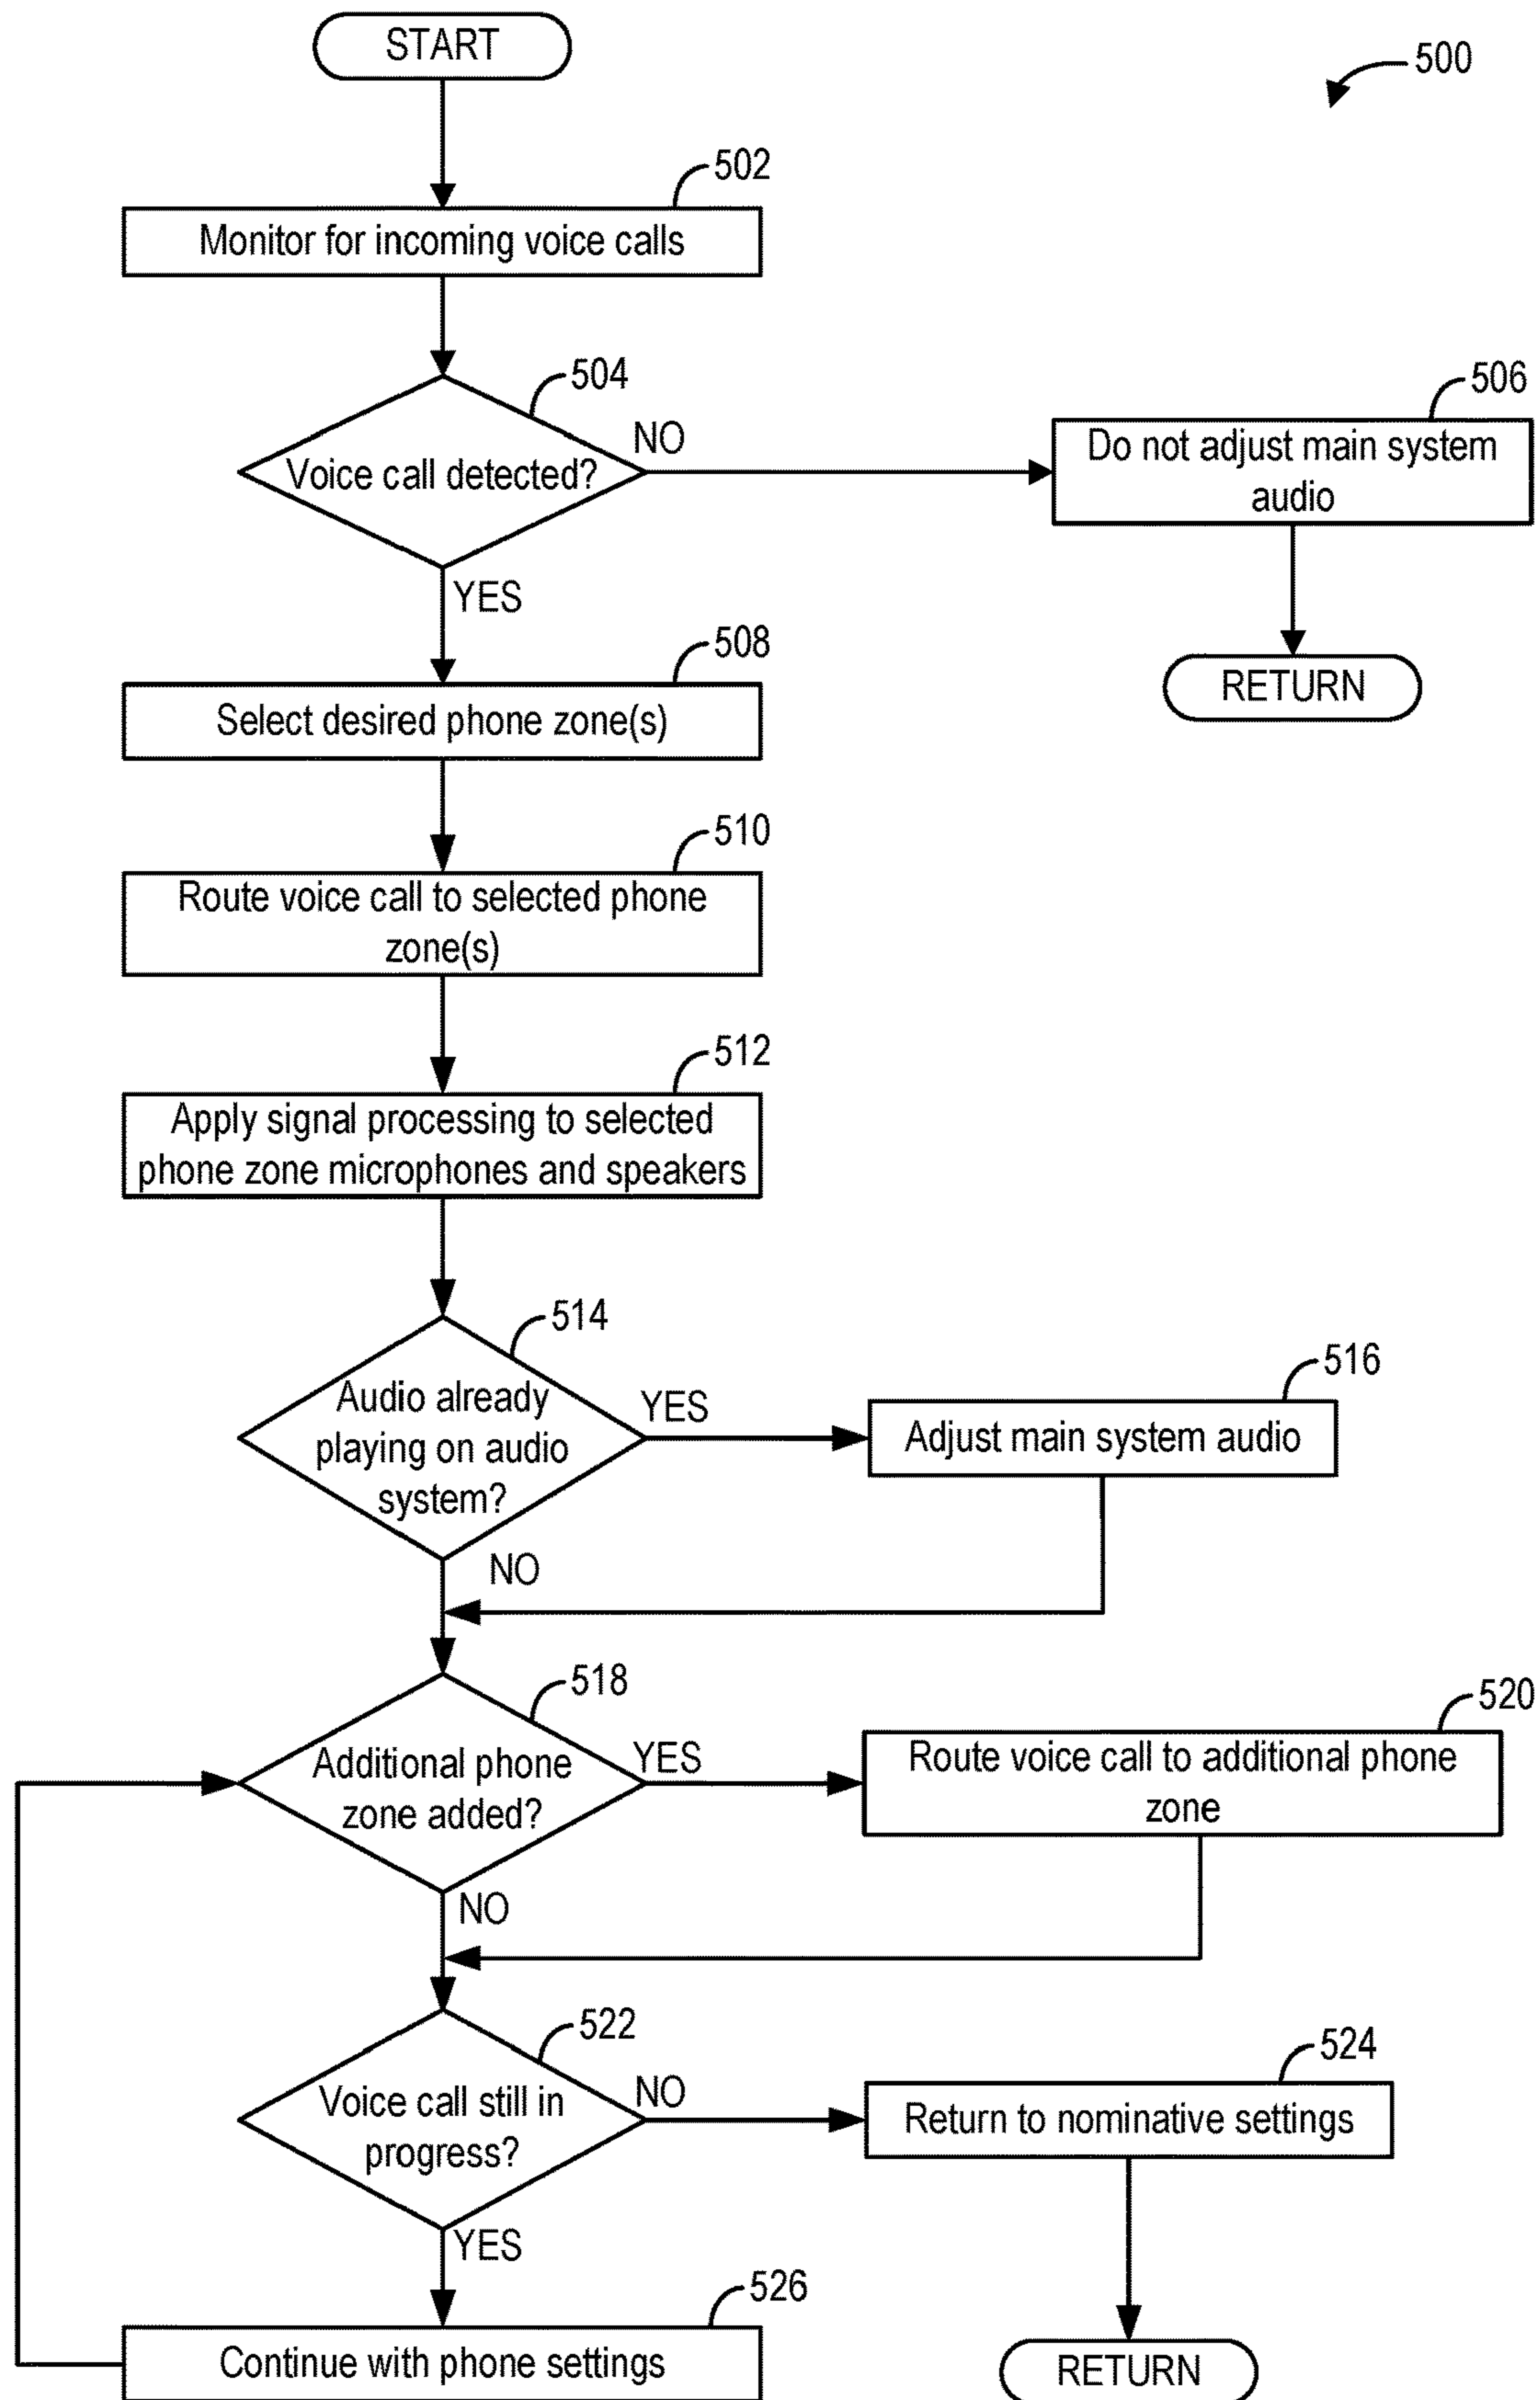 START
500
502
Monitor for incoming voice calls
504
Voice call detected?
NO
506
Do not adjust main system
audio
YES
RETURN
508
Select desired phone zone(s)
510
Route voice call to selected phone
zone(s)
512
Apply signal processing to selected
phone zone microphones and speakers
514
Audio already
playing on audio
system?
YES
516
Adjust main system audio
NO
518
Additional phone
zone added?
YES
520
Route voice call to additional phone
zone
NO
522
Voice call still in
progress?
NO
524
Return to nominative settings
YES
526
Continue with phone settings
RETURN